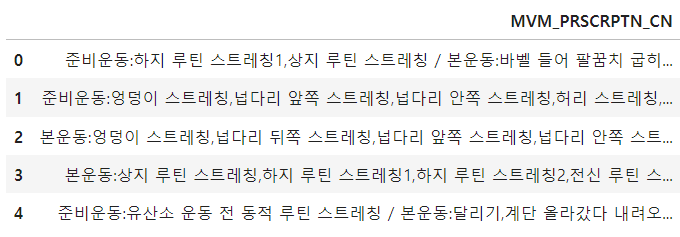 MVM_PRSCRPTN_CN
0 준비운동:하지 루틴 스트레칭1,상지 루틴 스트레칭 / 본운동:바벨 들어 팔꿈치 굽히...
1 준비운동:엉덩이 스트레칭,넙다리 앞쪽 스트레칭,넙다리 안쪽 스트레칭,허리 스트레칭,...
2 본운동:엉덩이 스트레칭,넙다리 뒤쪽 스트레칭,넙다리 앞쪽 스트레칭,넙다리 안쪽 스트...
3 본운동:상지 루틴 스트레칭,하지 루틴 스트레칭1,하지 루틴 스트레칭2,전신 루틴 스...
4 준비운동:유산소 운동 전 동적 루틴 스트레칭 / 본운동:달리기,계단 올라갔다 내려오...